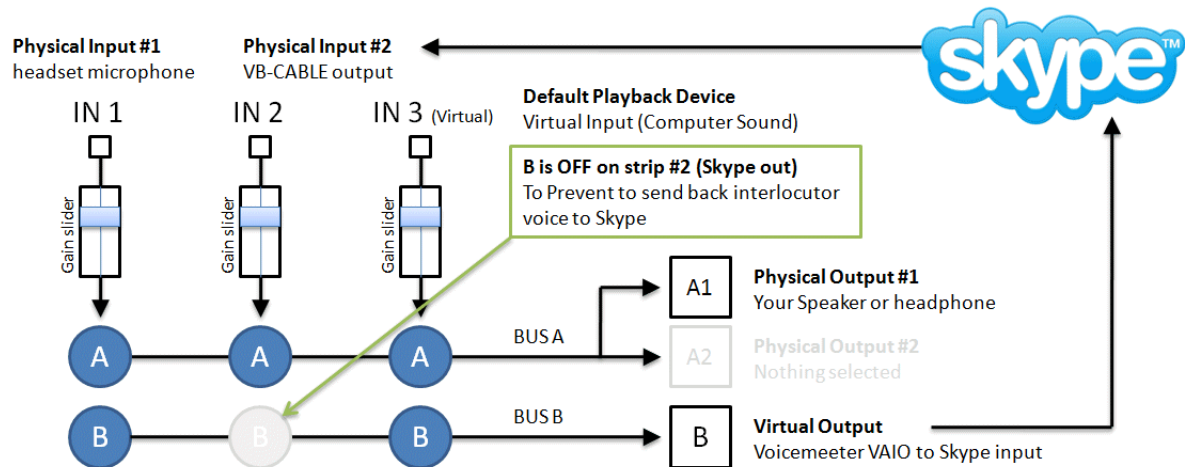 Physical Input #1
headset microphone
Physical Input #2
VB-CABLE output
skype™
IN 1
IN 2
IN 3 (Virtual)
Default Playback Device
Virtual Input (Computer Sound)
B is OFF on strip #2 (Skype out)
To Prevent to send back interlocutor
voice to Skype
Gain slider
Gain slider
Gain slider
A
A
A
BUS A
A1
Physical Output #1
Your Speaker or headphone
A2
Physical Output #2
Nothing selected
B
B
B
BUS B
B
Virtual Output
Voicemeeter VAIO to Skype input